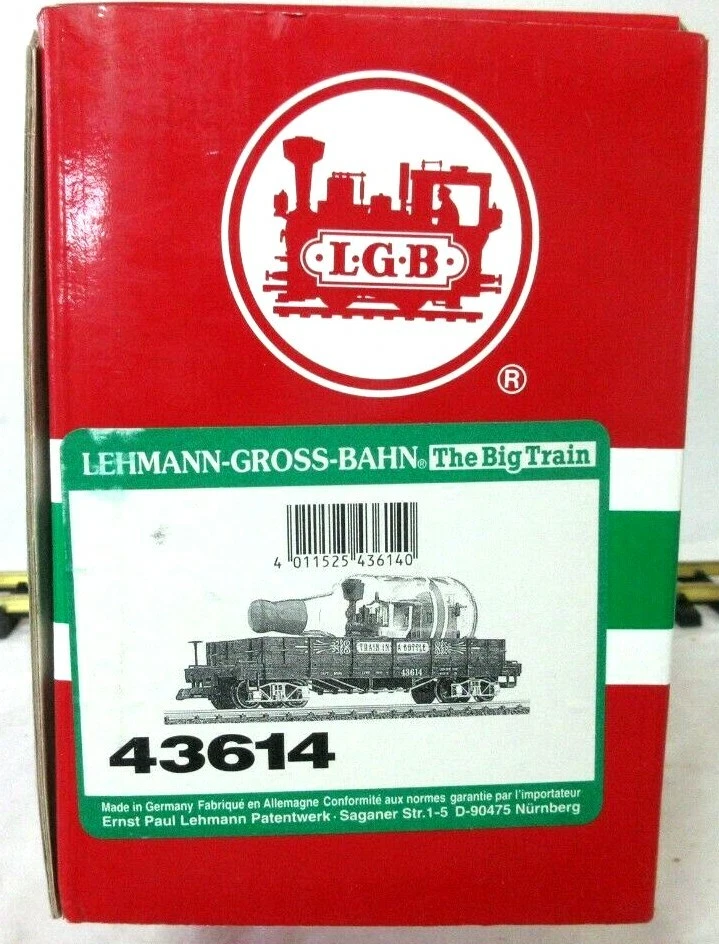 L·G·B
®
LEHMANN-GROSS-BAHN® The Big Train
4 011525 436140
TRAIN IN A BOTTLE
43614
43614
Made in Germany Fabriqué en Allemagne Conformité aux normes garantie par l'importateur
Ernst Paul Lehmann Patentwerk · Saganer Str.1-5 D-90475 Nürnberg